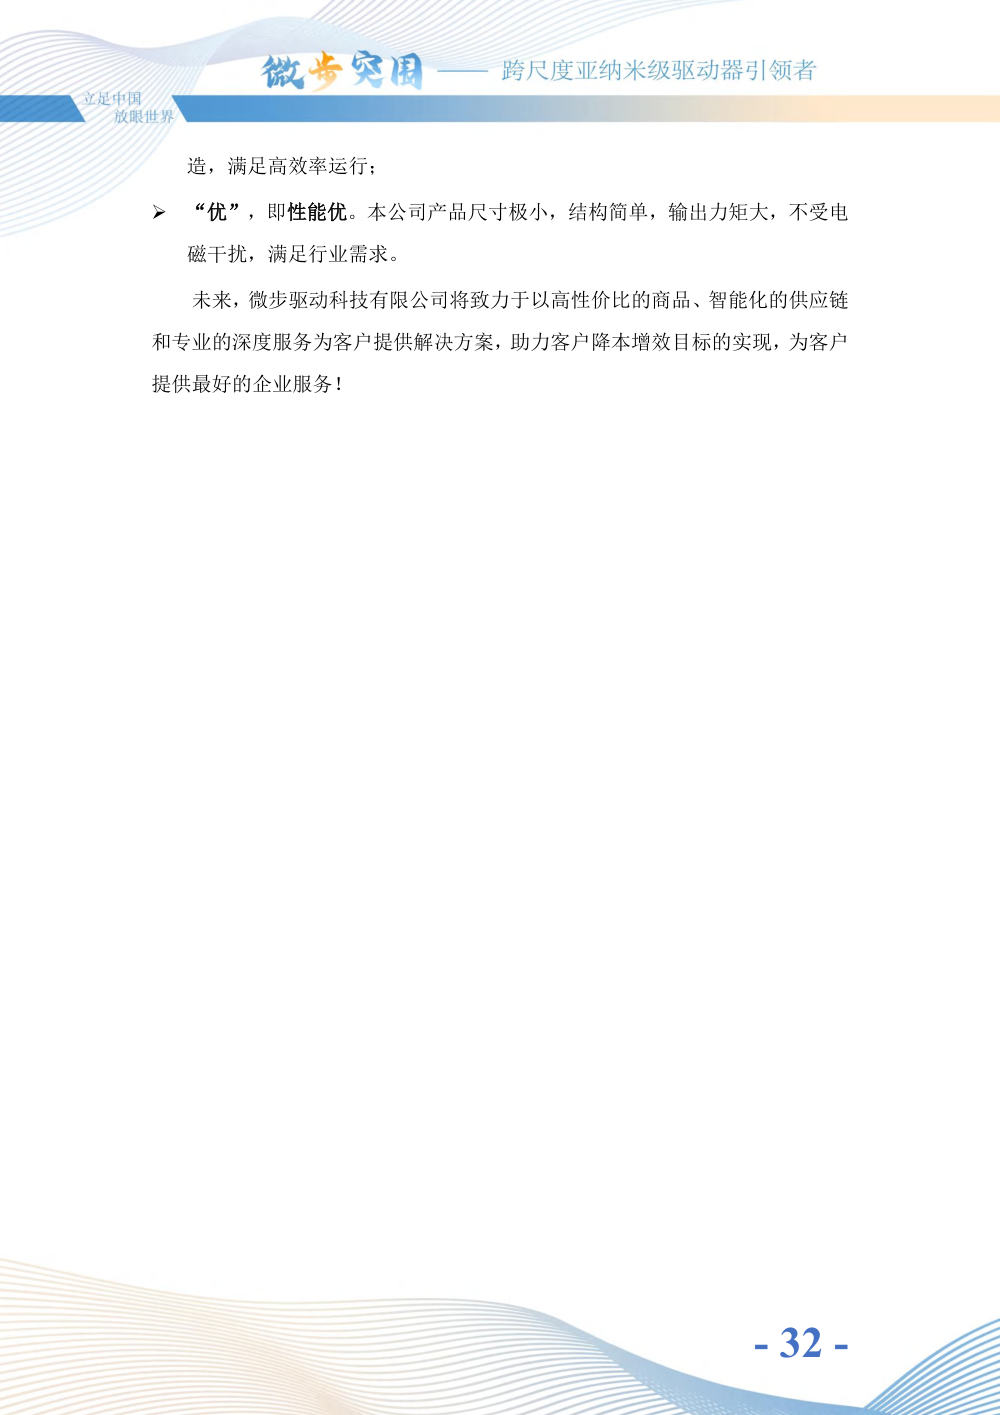 微步突围 —— 跨尺度亚纳米级驱动器引领者
立足中国
放眼世界
造，满足高效率运行；
➢ “优”，即性能优。本公司产品尺寸极小，结构简单，输出力矩大，不受电
磁干扰，满足行业需求。
未来，微步驱动科技有限公司将致力于以高性价比的商品、智能化的供应链
和专业的深度服务为客户提供解决方案，助力客户降本增效目标的实现，为客户
提供最好的企业服务！
- 32 -